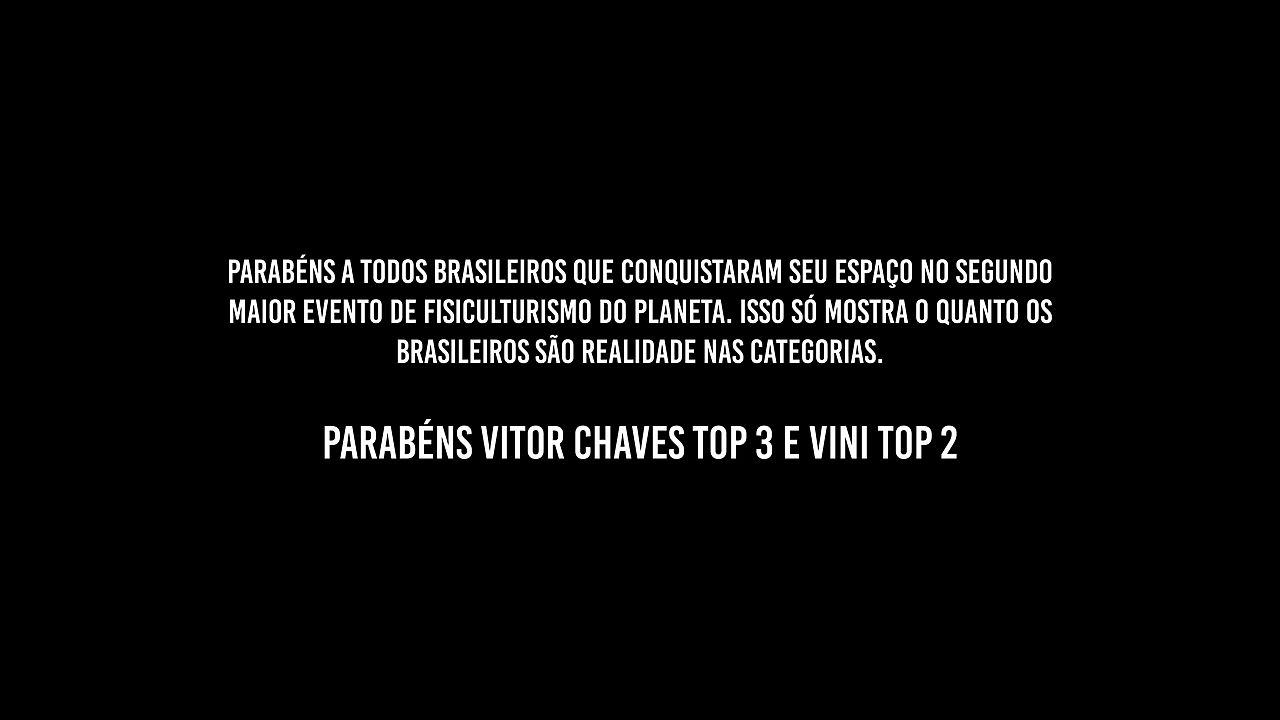 PARABÉNS A TODOS BRASILEIROS QUE CONQUISTARAM SEU ESPAÇO NO SEGUNDO
MAIOR EVENTO DE FISICULTURISMO DO PLANETA. ISSO SÓ MOSTRA O QUANTO OS
BRASILEIROS SÃO REALIDADE NAS CATEGORIAS.
PARABÉNS VITOR CHAVES TOP 3 E VINI TOP 2